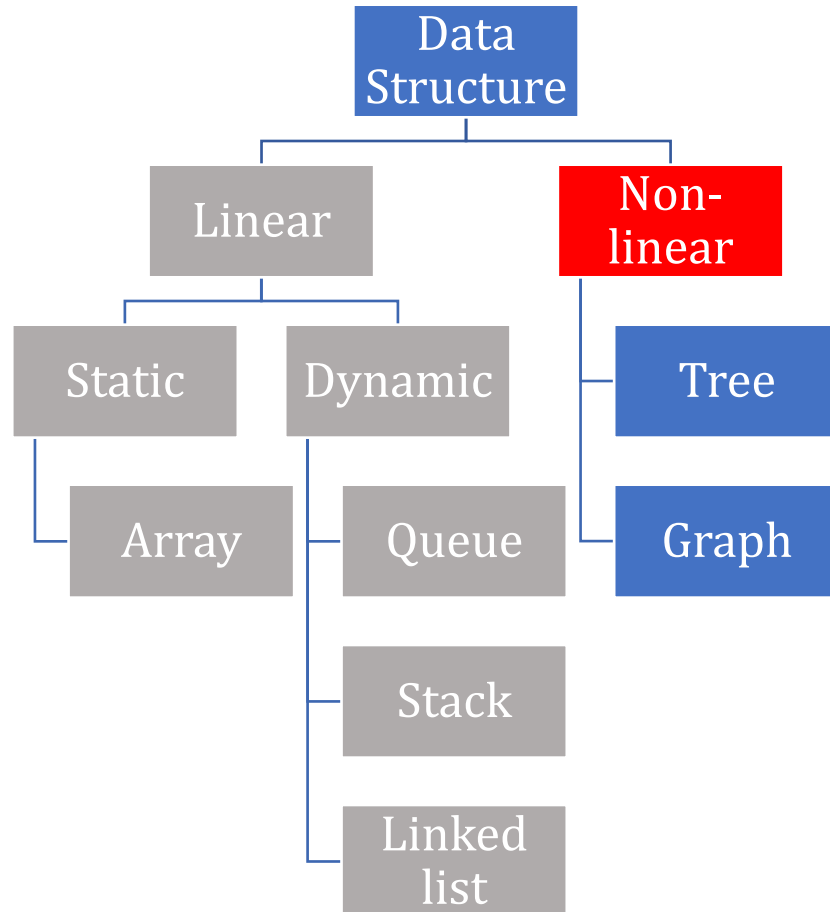 Data
Structure
Linear
Non-
linear
Static
Dynamic
Tree
Array
Queue
Graph
Stack
Linked
list